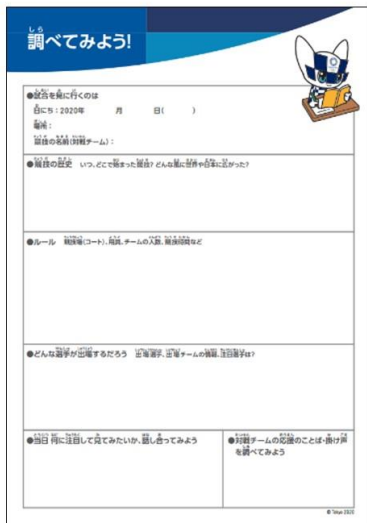 調べてみよう!
●試合を見に行くのは
日にち:2020年 月 日( )
場所:
競技の名前(対戦チーム):
●競技の歴史 いつ、どこで始まった競技? どんな風に世界や日本に広がった?
●ルール 競技場(コート)、用具、チームの人数、競技時間など
●どんな選手が出場するだろう 出場選手、出場チームの情報、注目選手は?
●当日 何に注目して見てみたいか、話し合ってみよう
●対戦チームの応援のことば・掛け声
を調べてみよう
© Tokyo 2020